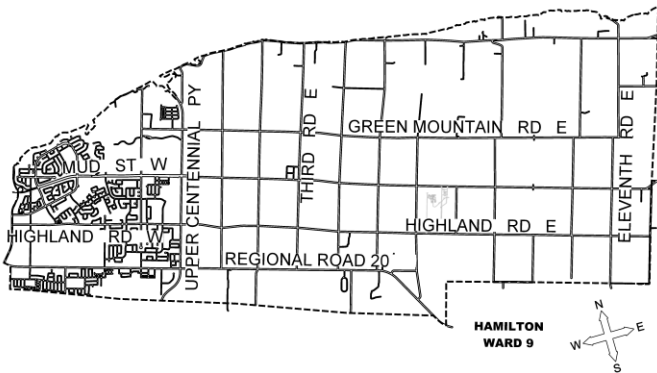 GREEN MOUNTAIN RD E
MUD ST W
UPPER CENTENNIAL PY
THIRD RD E
ELEVENTH RD E
HIGHLAND RD W
HIGHLAND RD E
REGIONAL ROAD 20
HAMILTON
WARD 9
N
W E
S